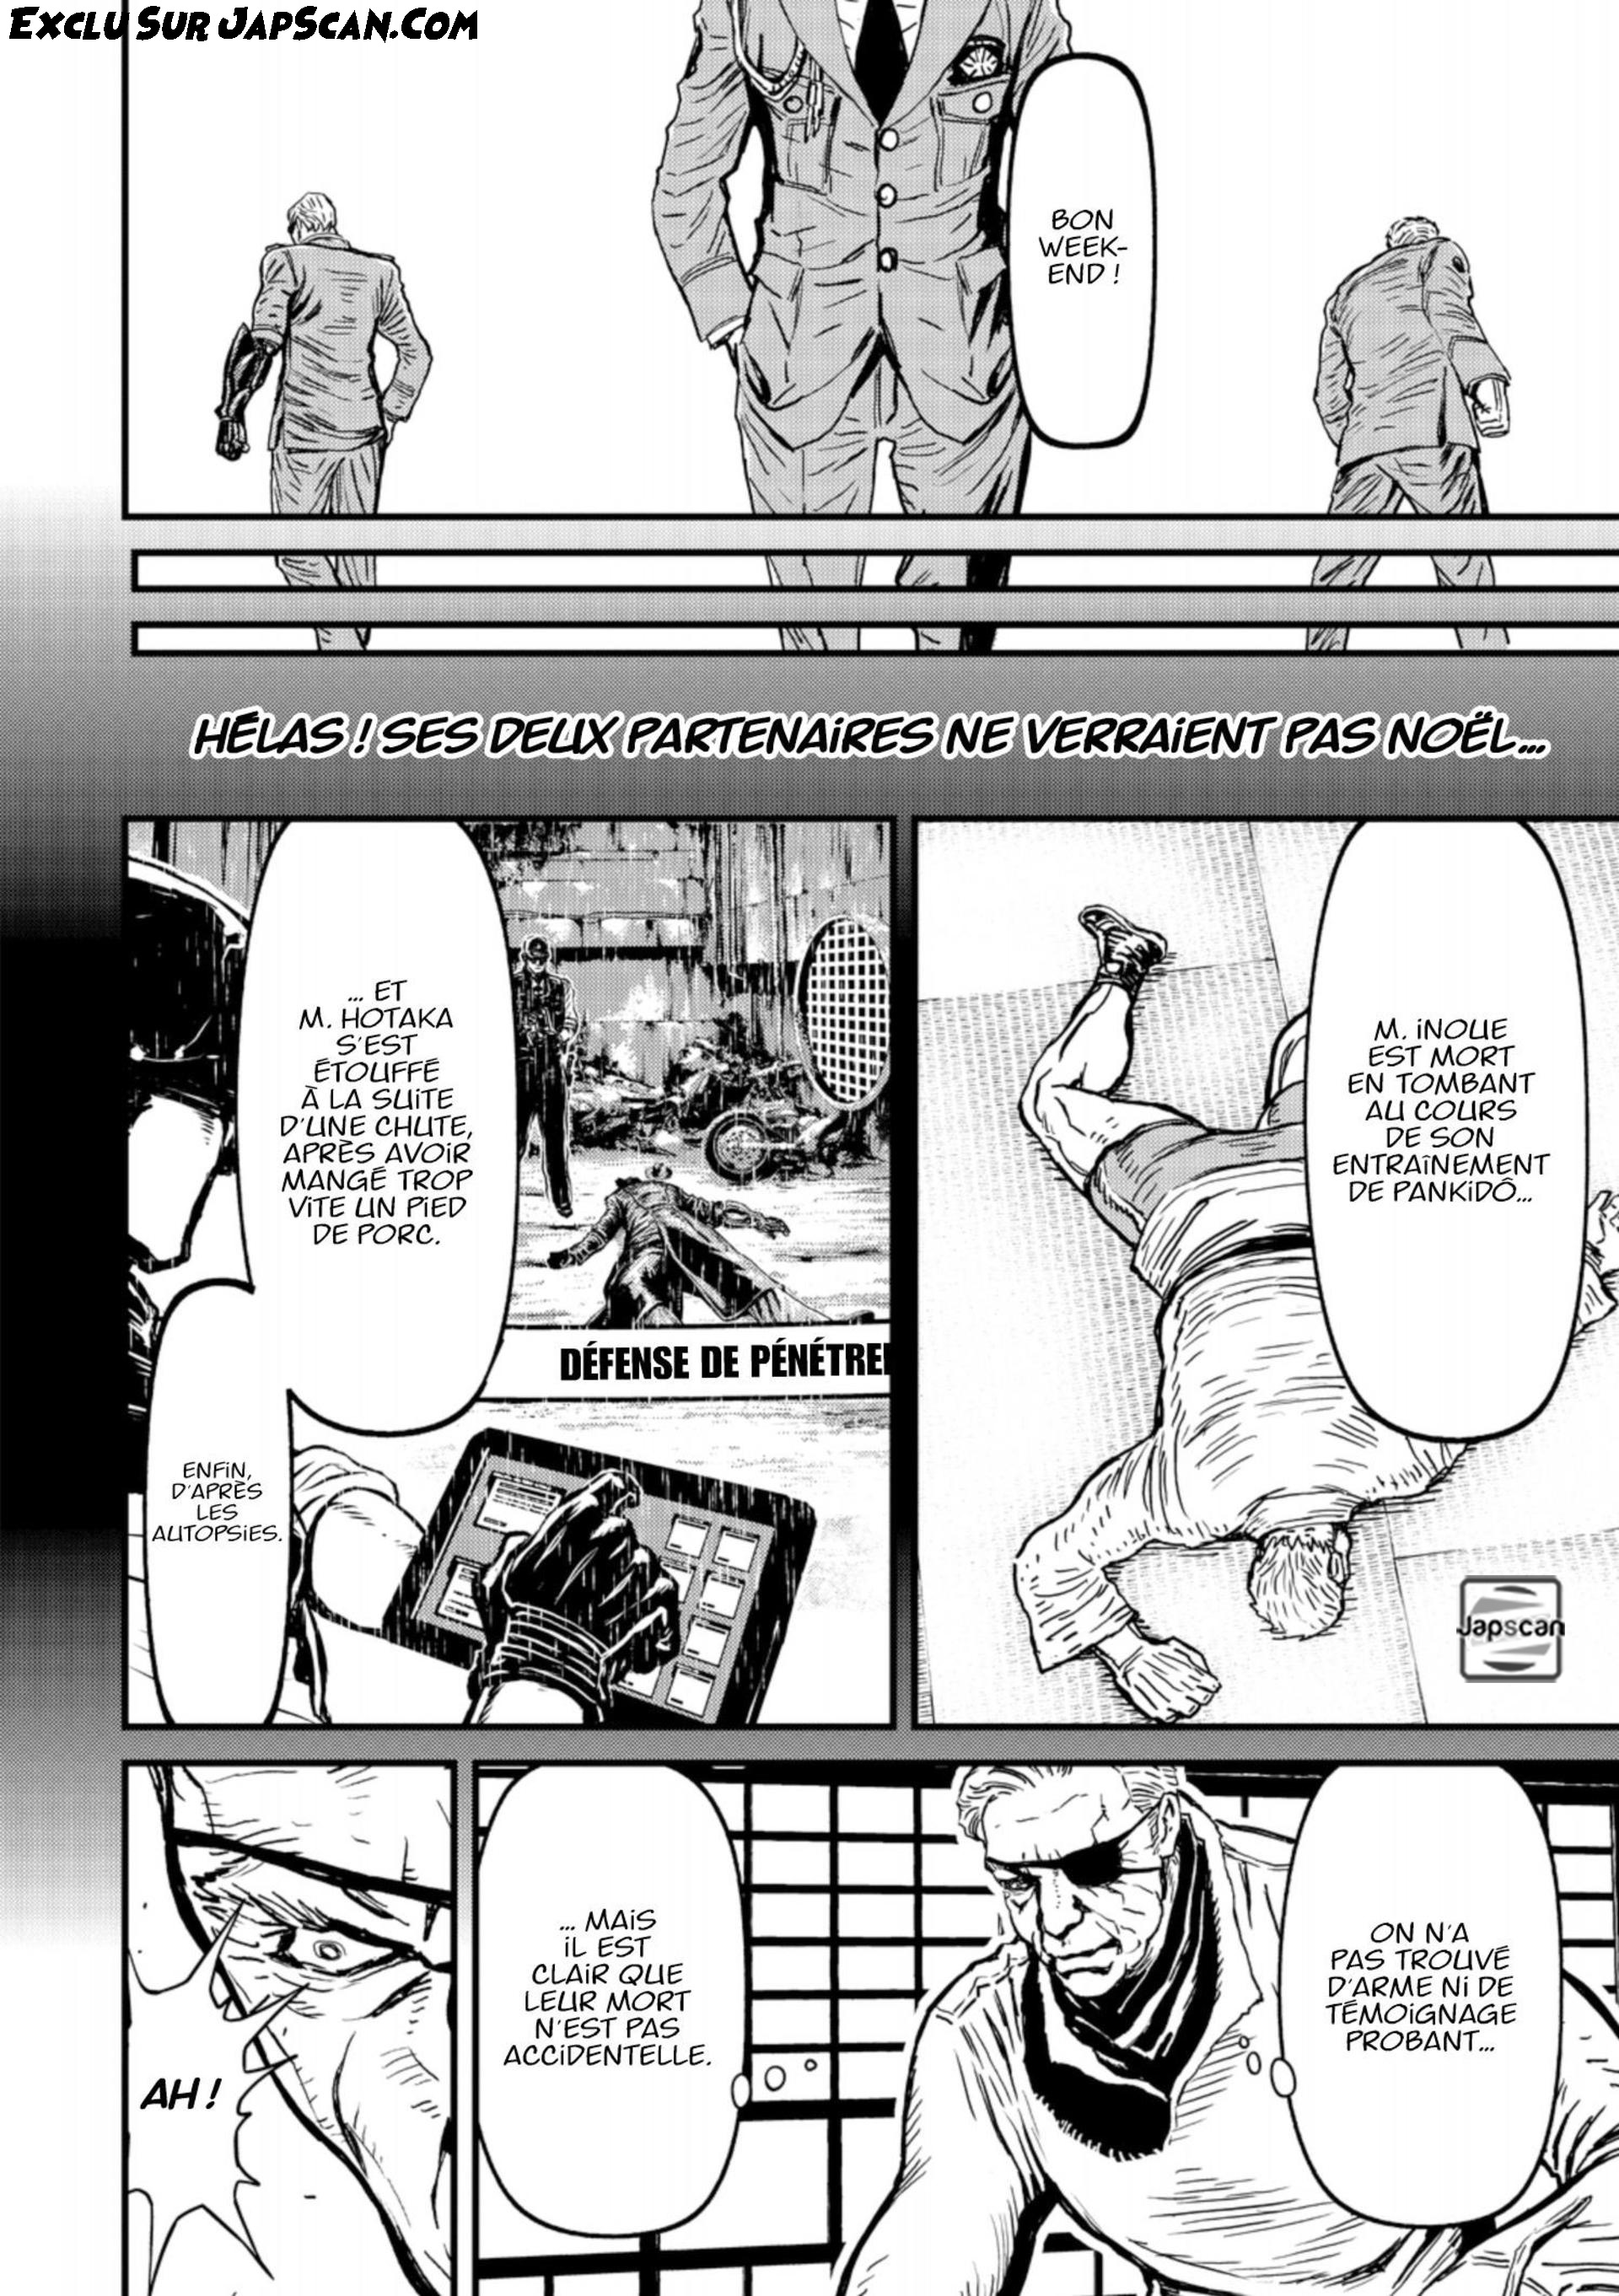 EXCLU SUR JAPSCAN.COM
BON
WEEK-
END !
HÉLAS ! SES DEUX PARTENAIRES NE VERRAIENT PAS NOËL...
M. INOUE
EST MORT
EN TOMBANT
AU COURS
DE SON
ENTRAÎNEMENT
DE PANKIDÔ...
... ET
M. HOTAKA
S'EST
ÉTOUFFÉ
À LA SUITE
D'UNE CHUTE,
APRÈS AVOIR
MANGÉ TROP
VITE UN PIED
DE PORC.
DÉFENSE DE PÉNÉTRER
ENFIN,
D'APRÈS
LES
AUTOPSIES.
Japscan
ON N'A
PAS TROUVÉ
D'ARME NI DE
TÉMOIGNAGE
PROBANT...
... MAIS
IL EST
CLAIR QUE
LEUR MORT
N'EST PAS
ACCIDENTELLE.
AH !